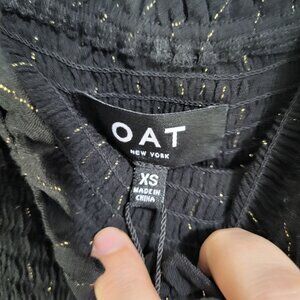 OAT
NEW YORK
XS
MADE IN
CHINA